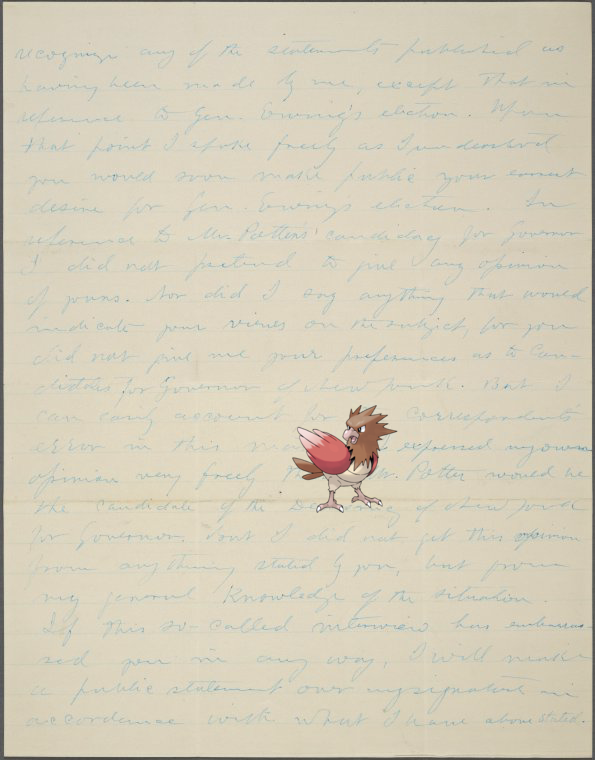 recognize any of the statements published as
having been made by me, except that in
reference to Gen. Ewing's election. Upon
that point I spoke freely as I understood
you would soon make public your earnest
desire for Gen. Ewing's election. In
reference to Mr. Potter's candidacy for Governor
I did not pretend to give any opinion
of yours. Nor did I say anything that would
indicate your views on the subject, for you
did not give me your preferences as to Can-
didates for Governor of New York. But I
can easily account for correspondents
error in this expressed my own
opinion very freely Potter would be
the candidate of the of New York
for Governor, but I did not get this opinion
from anything stated by you, but from
my general knowledge of the situation.
If this so-called interview has embarras-
sed you in any way, I will make
a public statement over my signature in
accordance with what I have above stated.